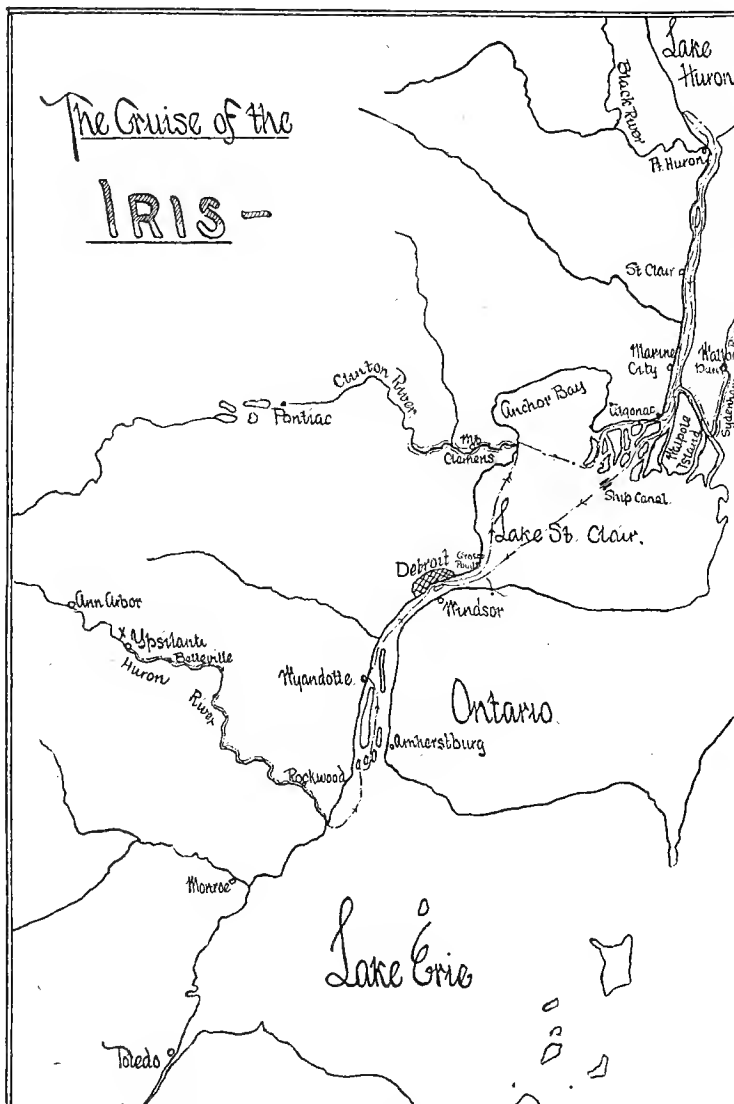 The Cruise of the
IRIS -
Lake
Huron
Black River
Pt. Huron
St Clair
Marine
City
Sydenham
Clinton River
Pontiac
Anchor Bay
Mt
Clemens
Algonac
Walpole
Island
Ship Canal.
Lake St. Clair.
Detroit
Grosse
Pointe
Windsor
Ann Arbor
Ypsilanti
Belleville
Huron
River
Wyandotte
Ontario.
Amherstburg
Rockwood
Monroe
Lake Erie
Toledo